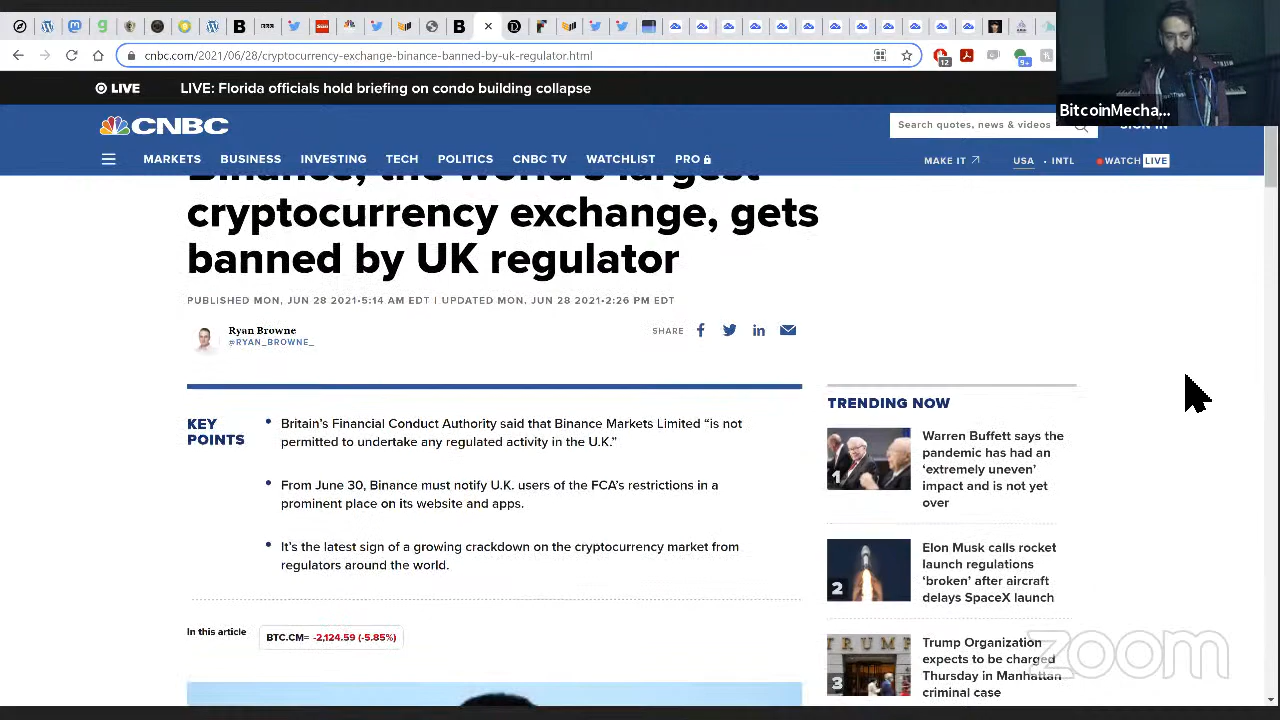 cnbc.com/2021/06/28/cryptocurrency-exchange-binance-banned-by-uk-regulator.html
12
9+
BitcoinMecha...
LIVE
LIVE: Florida officials hold briefing on condo building collapse
CNBC
Search quotes, news & videos
SIGN IN
MARKETS
BUSINESS
INVESTING
TECH
POLITICS
CNBC TV
WATCHLIST
PRO
MAKE IT
USA
INTL
WATCH LIVE
Binance, the world's largest
cryptocurrency exchange, gets
banned by UK regulator
PUBLISHED MON, JUN 28 2021•5:14 AM EDT | UPDATED MON, JUN 28 2021•2:26 PM EDT
Ryan Browne
@RYAN_BROWNE_
SHARE
KEY
POINTS
Britain's Financial Conduct Authority said that Binance Markets Limited “is not
permitted to undertake any regulated activity in the U.K.”
From June 30, Binance must notify U.K. users of the FCA's restrictions in a
prominent place on its website and apps.
It's the latest sign of a growing crackdown on the cryptocurrency market from
regulators around the world.
In this article
BTC.CM= -2,124.59 (-5.85%)
TRENDING NOW
1
Warren Buffett says the
pandemic has had an
‘extremely uneven’
impact and is not yet
over
2
Elon Musk calls rocket
launch regulations
‘broken’ after aircraft
delays SpaceX launch
TRUMP
3
Trump Organization
expects to be charged
Thursday in Manhattan
criminal case
zoom